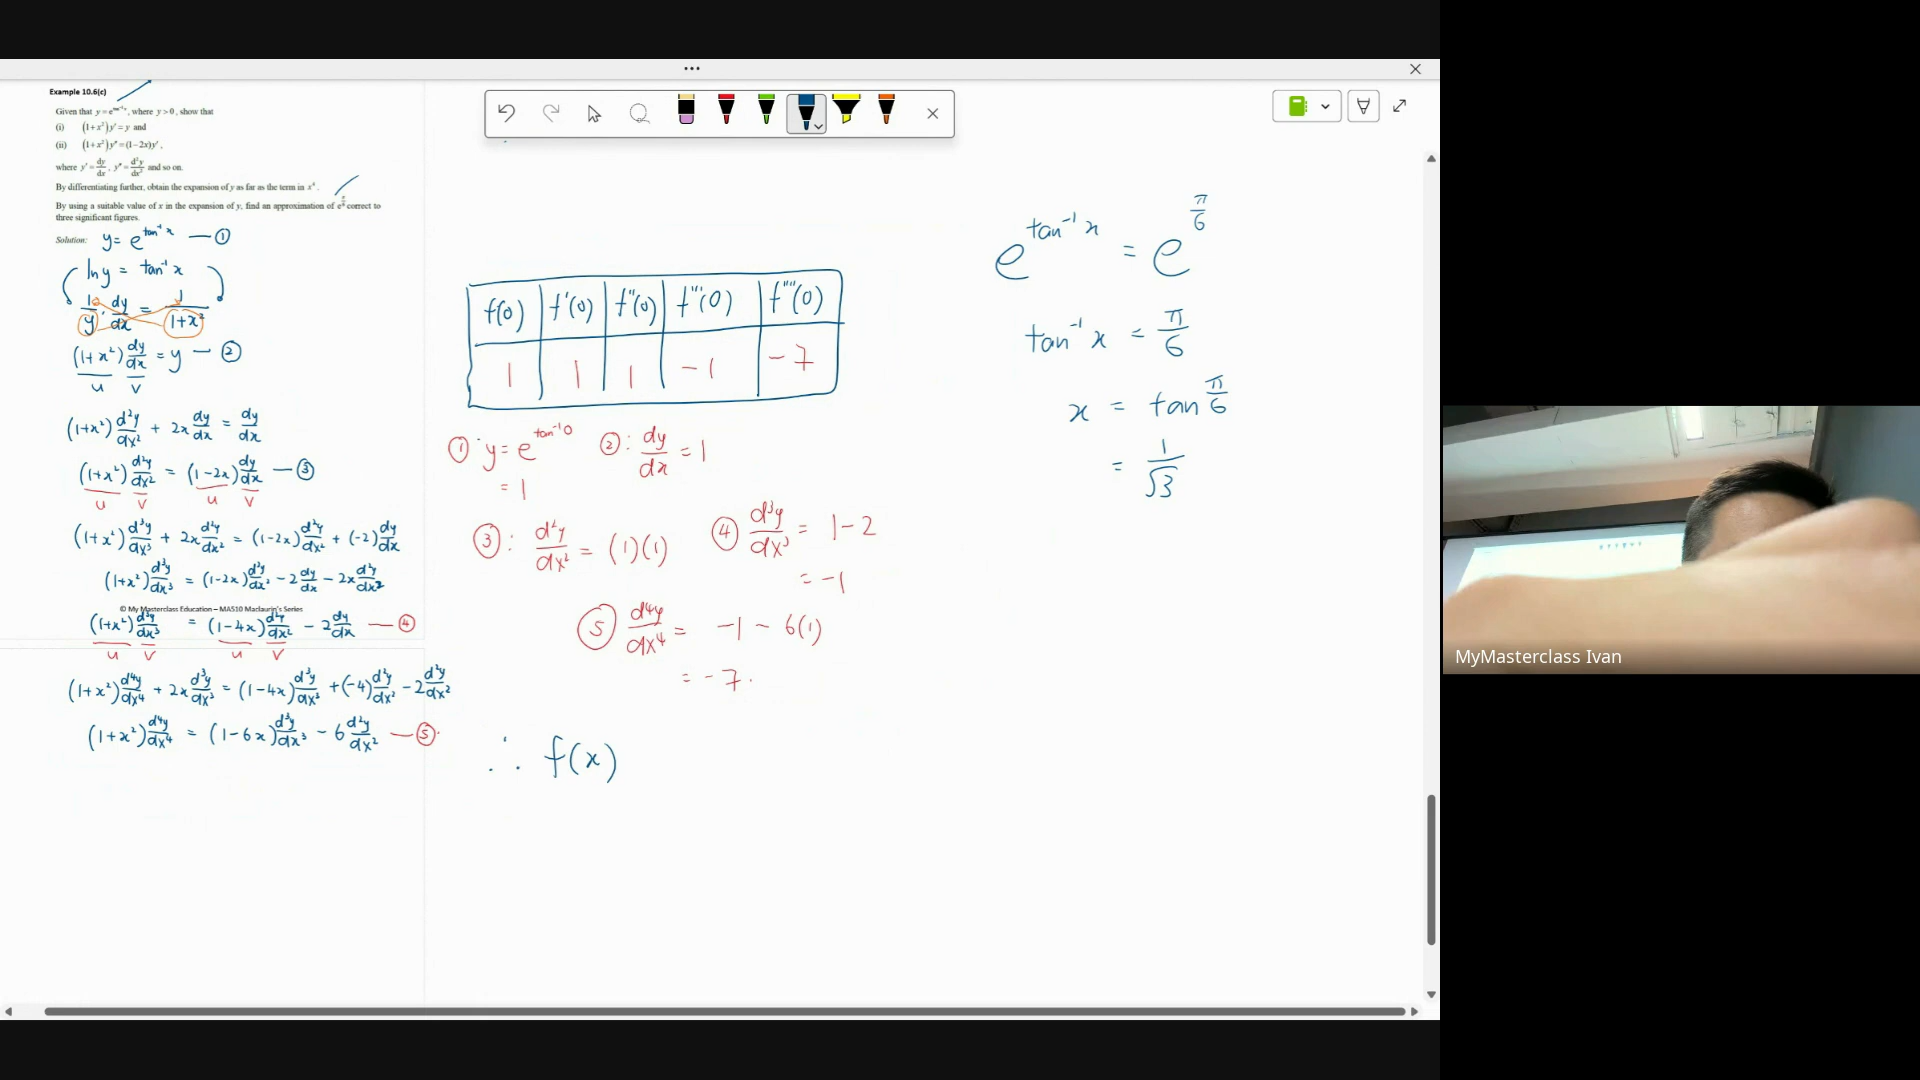 Example 10.6(c)
Given that y = e^{tan⁻¹x}, where y > 0, show that
(i) (1+x²)y' = y and
(ii) (1+x²)y'' = (1−2x)y',
where y' = dy/dx, y'' = d²y/dx² and so on.
By differentiating further, obtain the expansion of y as far as the term in x⁴.
By using a suitable value of x in the expansion of y, find an approximation of e^{π/6} correct to
three significant figures.
Solution: y = e^{tan⁻¹x} — ①
ln y = tan⁻¹ x
1/y · dy/dx = 1/(1+x²)
(1+x²) dy/dx = y — ②
u v
(1+x²) d²y/dx² + 2x dy/dx = dy/dx
(1+x²) d²y/dx² = (1−2x) dy/dx — ③
u v u v
(1+x²) d³y/dx³ + 2x d²y/dx² = (1−2x) d²y/dx² + (−2) dy/dx
(1+x²) d³y/dx³ = (1−2x) d²y/dx² − 2 dy/dx − 2x d²y/dx²
© My Masterclass Education – MAS10 Maclaurin's Series
(1+x²) d³y/dx³ = (1−4x) d²y/dx² − 2 dy/dx — ④
u v u v
(1+x²) d⁴y/dx⁴ + 2x d³y/dx³ = (1−4x) d³y/dx³ + (−4) d²y/dx² − 2 d²y/dx²
(1+x²) d⁴y/dx⁴ = (1−6x) d³y/dx³ − 6 d²y/dx² — ⑤.
f(0) f'(0) f''(0) f'''(0) f''''(0)
1 1 1 −1 −7
① : y = e^{tan⁻¹0} ② : dy/dx = 1
= 1
③ : d²y/dx² = (1)(1) ④ d³y/dx³ = 1−2
= −1
⑤ d⁴y/dx⁴ = −1 − 6(1)
= −7.
∴ f(x)
e^{tan⁻¹x} = e^{π/6}
tan⁻¹ x = π/6
x = tan π/6
= 1/√3
MyMasterclass Ivan